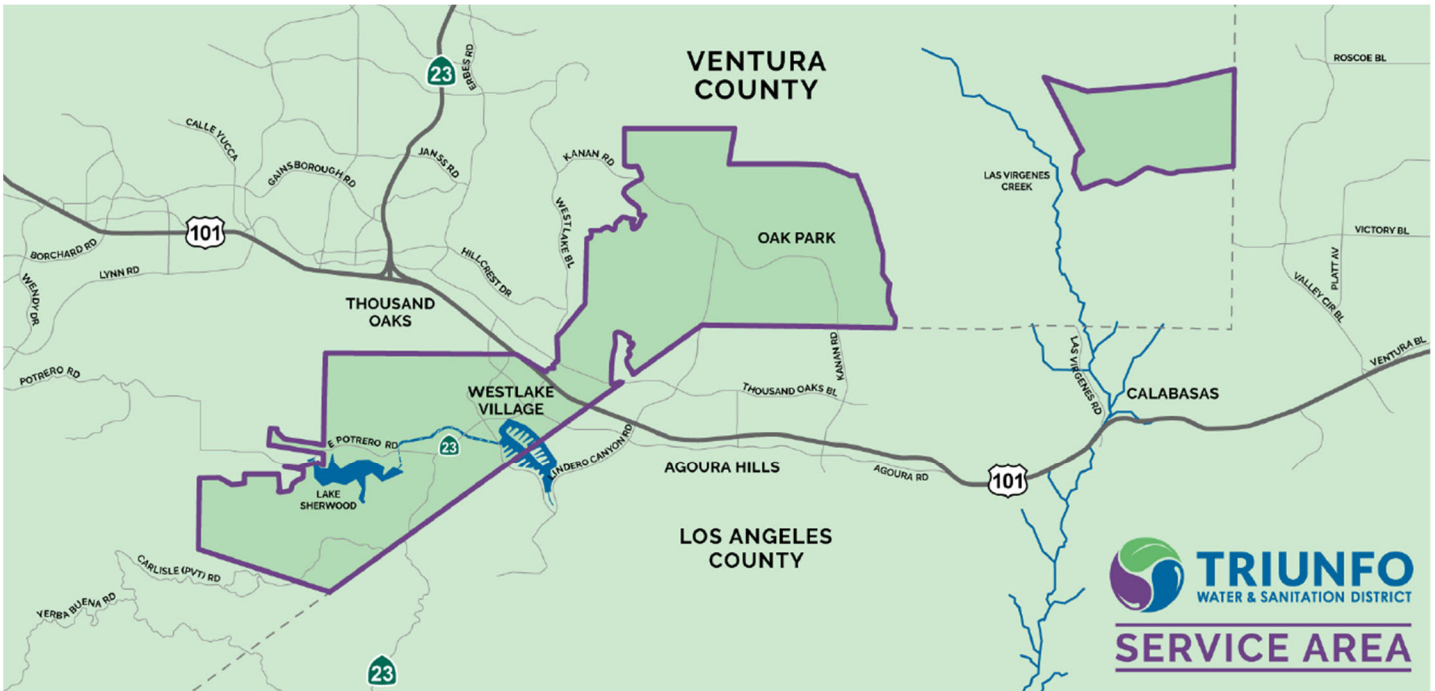 VENTURA
COUNTY
23
ERBES RD
ROSCOE BL
CALLE YUCCA
JANSS RD
KANAN RD
GAINSBOROUGH RD
LAS VIRGENES
CREEK
WESTLAKE BL
101
OAK PARK
VICTORY BL
BORCHARD RD
LYNN RD
HILLCREST DR
PLATT AV
WENDY DR
VALLEY CIR BL
THOUSAND
OAKS
KANAN RD
LAS VIRGENES RD
VENTURA BL
POTRERO RD
WESTLAKE
VILLAGE
THOUSAND OAKS BL
CALABASAS
E POTRERO RD
23
LINDERO CANYON RD
AGOURA HILLS
AGOURA RD
101
LAKE
SHERWOOD
LOS ANGELES
COUNTY
CARLISLE (PVT) RD
YERBA BUENA RD
23
TRIUNFO
WATER & SANITATION DISTRICT
SERVICE AREA